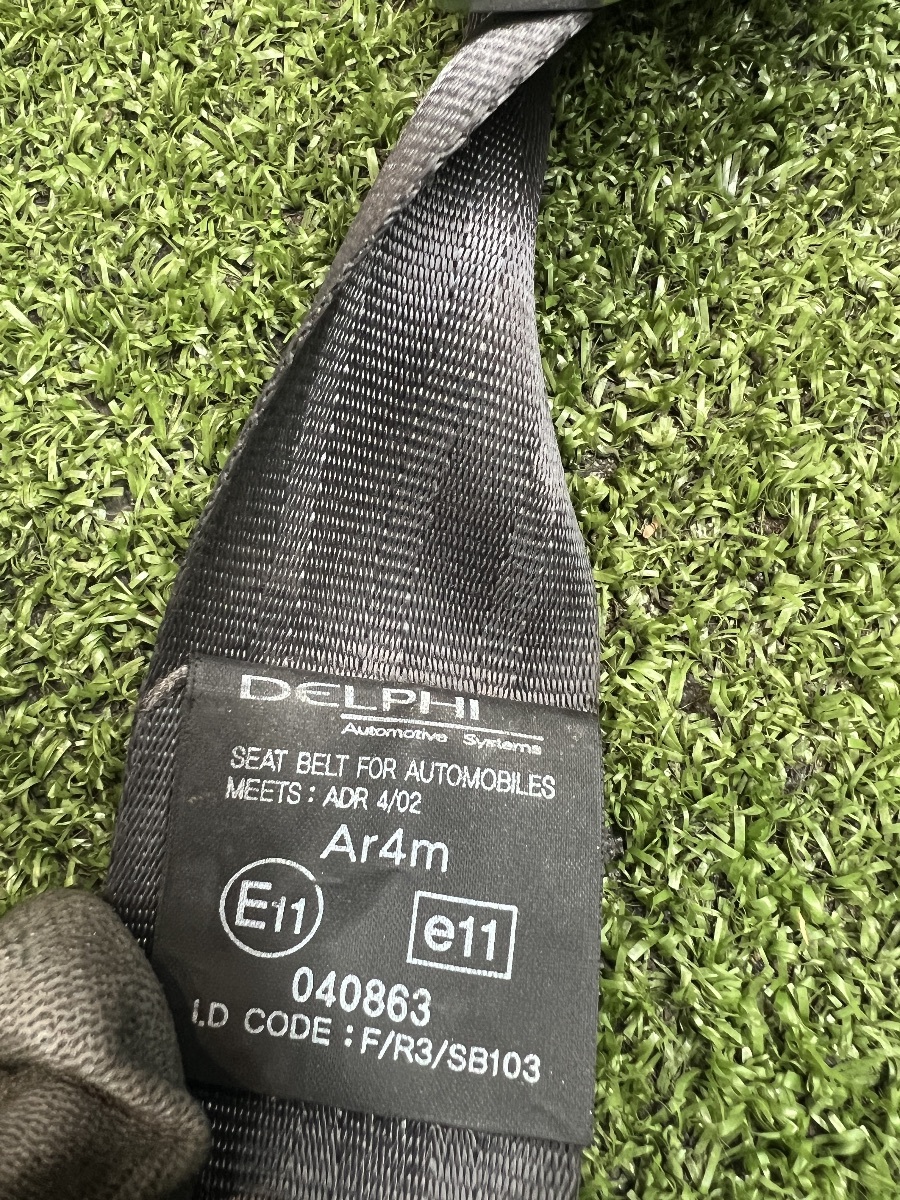 DELPHI
Automotive Systems
SEAT BELT FOR AUTOMOBILES
MEETS : ADR 4/02
Ar4m
E11 e11
040863
I.D CODE : F/R3/SB103